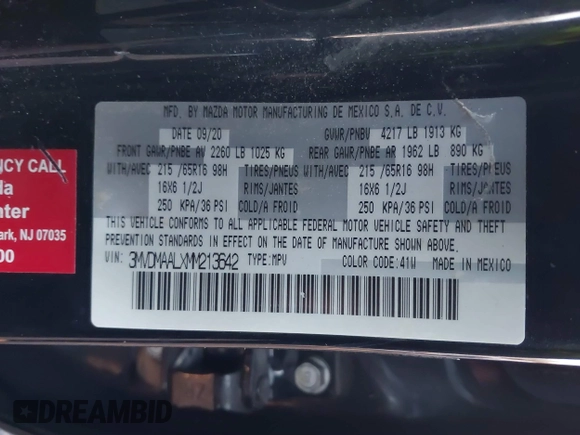 MFD. BY MAZDA MOTOR MANUFACTURING DE MEXICO S.A. DE C.V.
DATE 09/20 GVWR/PNBV 4217 LB 1913 KG
FRONT GAWR/PNBE AV 2260 LB 1025 KG REAR GAWR/PNBE AR 1962 LB 890 KG
WITH/AVEC 215 /65R16 98H TIRES/PNEUS WITH/AVEC 215 /65R16 98H TIRES/PNEUS
16X6 1/2J RIMS/JANTES 16X6 1/2J RIMS/JANTES
250 KPA/36 PSI COLD/A FROID 250 KPA/36 PSI COLD/A FROID
THIS VEHICLE CONFORMS TO ALL APPLICABLE FEDERAL MOTOR VEHICLE SAFETY AND THEFT
PREVENTION STANDARDS IN EFFECT ON THE DATE OF MANUFACTURE SHOWN ABOVE.
VIN: 3MVDMAALXMM213642 TYPE: MPV COLOR CODE: 41W MADE IN MEXICO
CALL
NJ 07035
DREAMBID